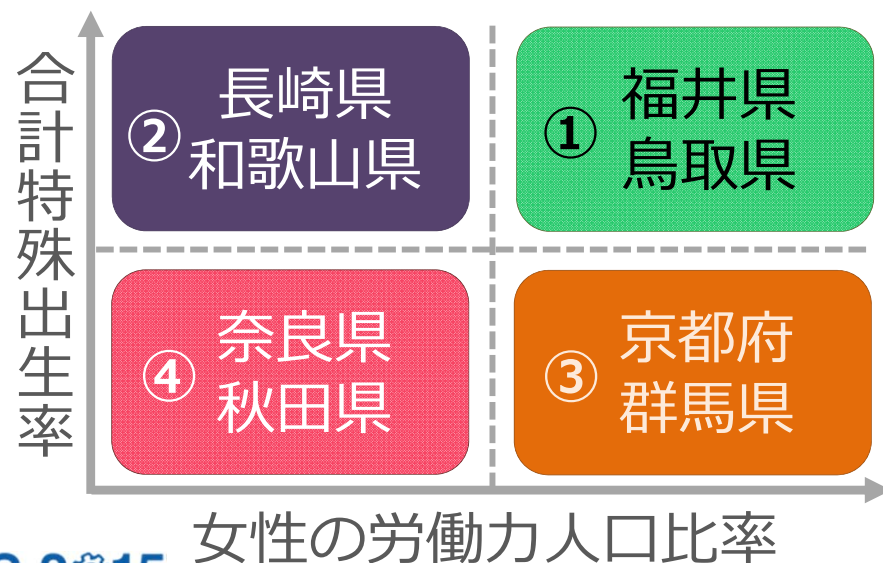 合計特殊出生率
②
長崎県
和歌山県
①
福井県
鳥取県
④
奈良県
秋田県
③
京都府
群馬県
女性の労働力人口比率